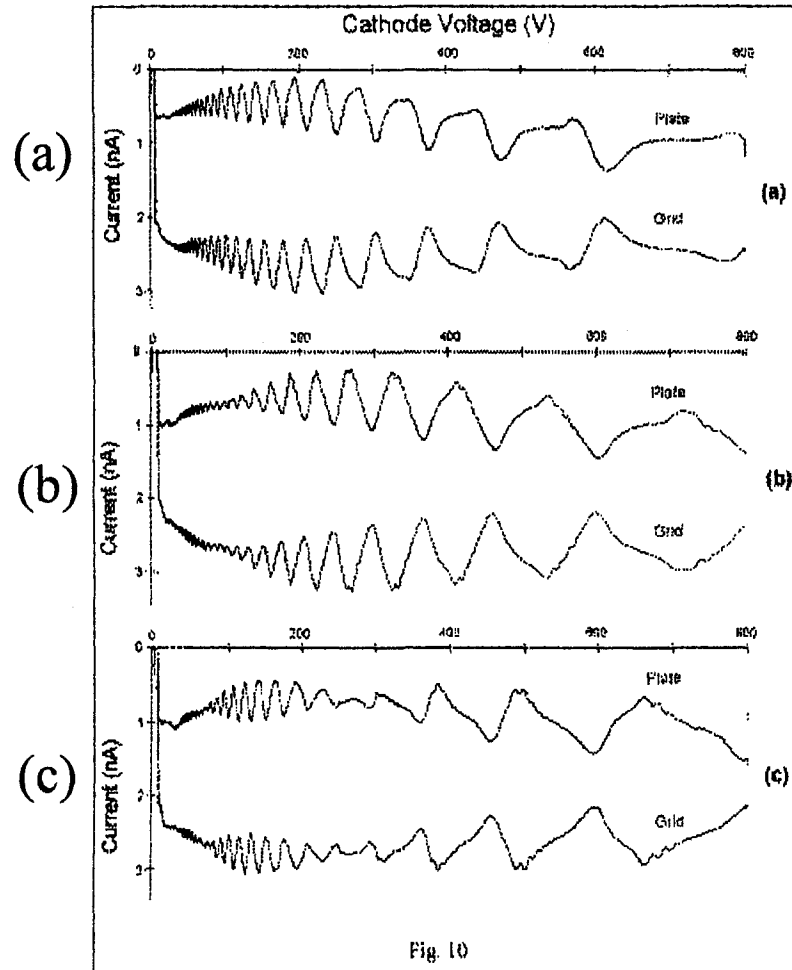 Cathode Voltage (V)
0 200 400 600 800
0
1
2
3
Current (nA)
(a)
Plate
(a)
Grid
0 200 400 600 800
0
1
2
3
Current (nA)
(b)
Plate
(b)
Grid
0 200 400 600 800
0
1
2
3
Current (nA)
(c)
Plate
(c)
Grid
Fig. 10